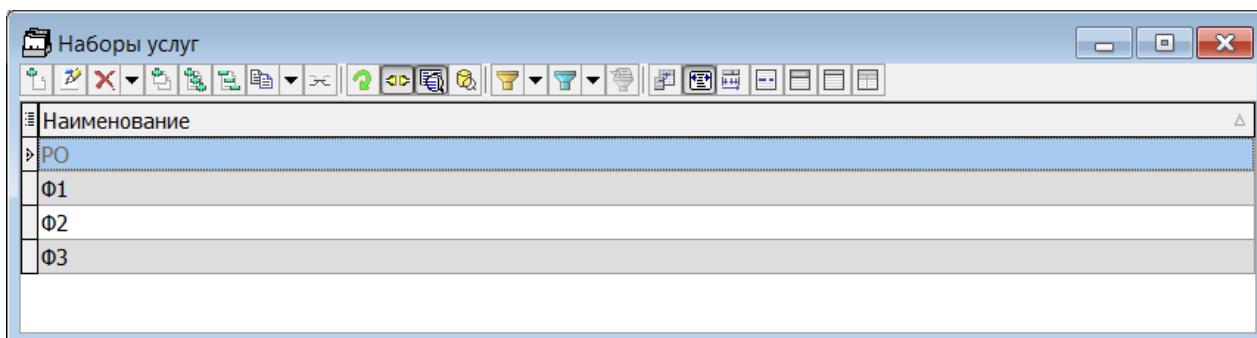 Наборы услуг
Наименование
РО
Ф1
Ф2
Ф3